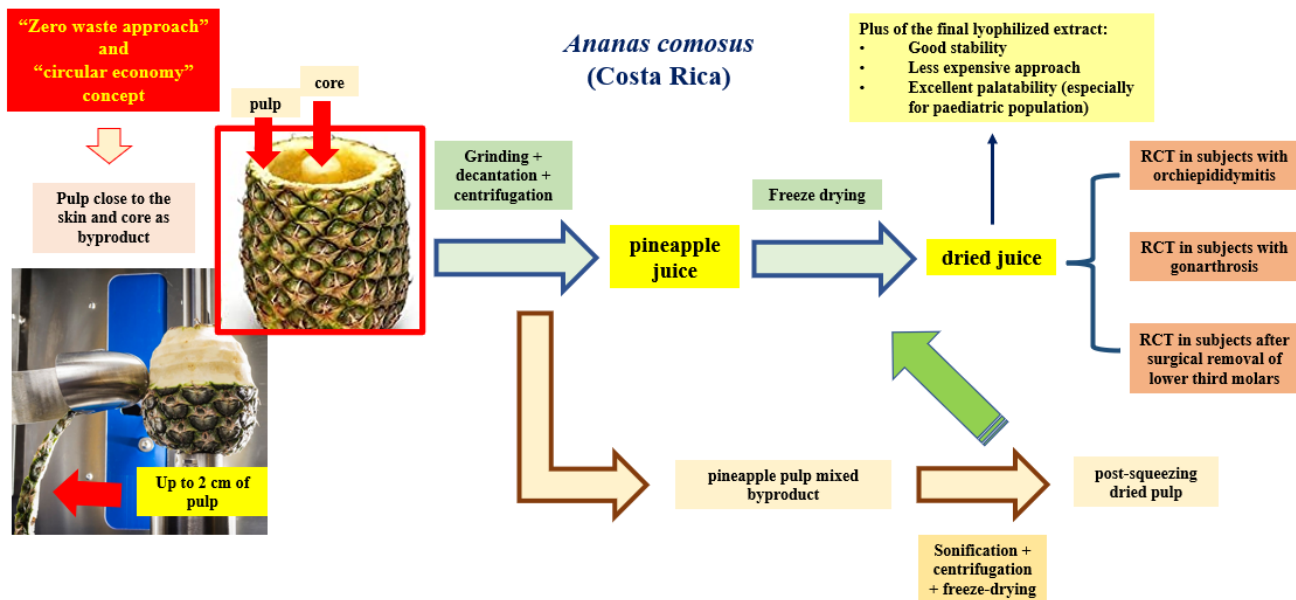 “Zero waste approach”
and
“circular economy”
concept
Pulp close to the
skin and core as
byproduct
pulp
core
Up to 2 cm of
pulp
Ananas comosus
(Costa Rica)
Grinding +
decantation +
centrifugation
pineapple
juice
Freeze drying
dried juice
Plus of the final lyophilized extract:
• Good stability
• Less expensive approach
• Excellent palatability (especially
for paediatric population)
RCT in subjects with
orchiepididymitis
RCT in subjects with
gonarthrosis
RCT in subjects after
surgical removal of
lower third molars
pineapple pulp mixed
byproduct
Sonification +
centrifugation
+ freeze-drying
post-squeezing
dried pulp